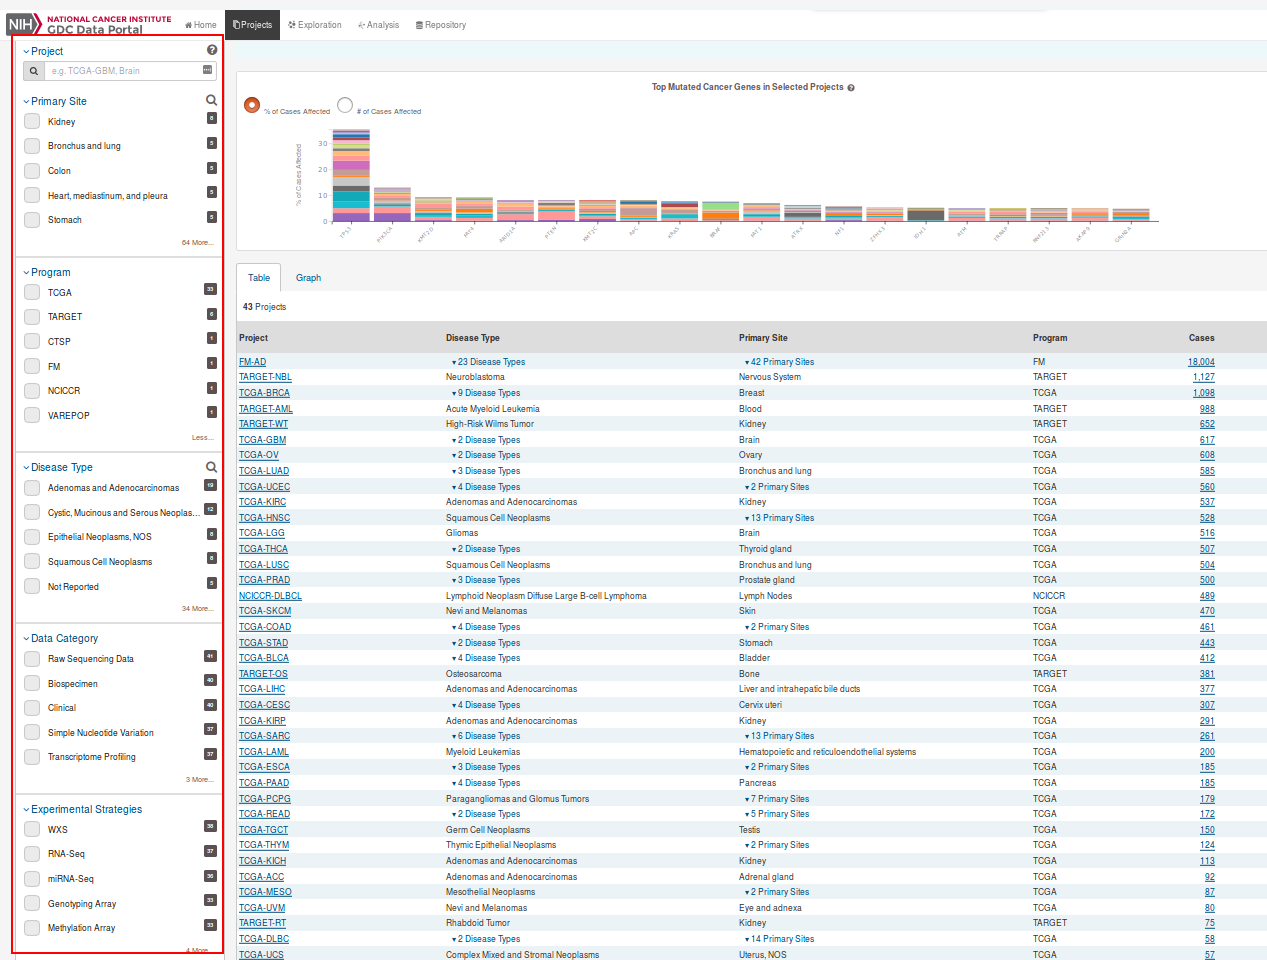 NIH NATIONAL CANCER INSTITUTE
GDC Data Portal
Home Projects Exploration Analysis Repository
Project
e.g. TCGA-GBM, Brain
Primary Site
Kidney 8
Bronchus and lung 5
Colon 5
Heart, mediastinum, and pleura 5
Stomach 5
64 More...
Program
TCGA 33
TARGET 6
CTSP 1
FM 1
NCICCR 1
VAREPOP 1
Less...
Disease Type
Adenomas and Adenocarcinomas 19
Cystic, Mucinous and Serous Neoplas... 12
Epithelial Neoplasms, NOS 8
Squamous Cell Neoplasms 8
Not Reported 5
34 More...
Data Category
Raw Sequencing Data 41
Biospecimen 40
Clinical 40
Simple Nucleotide Variation 37
Transcriptome Profiling 37
3 More...
Experimental Strategies
WXS 38
RNA-Seq 37
miRNA-Seq 36
Genotyping Array 33
Methylation Array 33
4 More...
Top Mutated Cancer Genes in Selected Projects
% of Cases Affected # of Cases Affected
% of Cases Affected
30
20
10
0
TP53 PIK3CA KMT2D FAT4 ARID1A PTEN KMT2C APC KRAS BRAF FAT1 ATRX NF1 ZFHX3 IDH1 ATM TRRAP RNF213 AKAP9 GRIN2A
Table Graph
43 Projects
Project Disease Type Primary Site Program Cases
FM-AD 23 Disease Types 42 Primary Sites FM 18,004
TARGET-NBL Neuroblastoma Nervous System TARGET 1,127
TCGA-BRCA 9 Disease Types Breast TCGA 1,098
TARGET-AML Acute Myeloid Leukemia Blood TARGET 988
TARGET-WT High-Risk Wilms Tumor Kidney TARGET 652
TCGA-GBM 2 Disease Types Brain TCGA 617
TCGA-OV 2 Disease Types Ovary TCGA 608
TCGA-LUAD 3 Disease Types Bronchus and lung TCGA 585
TCGA-UCEC 4 Disease Types 2 Primary Sites TCGA 560
TCGA-KIRC Adenomas and Adenocarcinomas Kidney TCGA 537
TCGA-HNSC Squamous Cell Neoplasms 13 Primary Sites TCGA 528
TCGA-LGG Gliomas Brain TCGA 516
TCGA-THCA 2 Disease Types Thyroid gland TCGA 507
TCGA-LUSC Squamous Cell Neoplasms Bronchus and lung TCGA 504
TCGA-PRAD 3 Disease Types Prostate gland TCGA 500
NCICCR-DLBCL Lymphoid Neoplasm Diffuse Large B-cell Lymphoma Lymph Nodes NCICCR 489
TCGA-SKCM Nevi and Melanomas Skin TCGA 470
TCGA-COAD 4 Disease Types 2 Primary Sites TCGA 461
TCGA-STAD 2 Disease Types Stomach TCGA 443
TCGA-BLCA 4 Disease Types Bladder TCGA 412
TARGET-OS Osteosarcoma Bone TARGET 381
TCGA-LIHC Adenomas and Adenocarcinomas Liver and intrahepatic bile ducts TCGA 377
TCGA-CESC 4 Disease Types Cervix uteri TCGA 307
TCGA-KIRP Adenomas and Adenocarcinomas Kidney TCGA 291
TCGA-SARC 6 Disease Types 13 Primary Sites TCGA 261
TCGA-LAML Myeloid Leukemias Hematopoietic and reticuloendothelial systems TCGA 200
TCGA-ESCA 3 Disease Types 2 Primary Sites TCGA 185
TCGA-PAAD 4 Disease Types Pancreas TCGA 185
TCGA-PCPG Paragangliomas and Glomus Tumors 7 Primary Sites TCGA 179
TCGA-READ 2 Disease Types 5 Primary Sites TCGA 172
TCGA-TGCT Germ Cell Neoplasms Testis TCGA 150
TCGA-THYM Thymic Epithelial Neoplasms 2 Primary Sites TCGA 124
TCGA-KICH Adenomas and Adenocarcinomas Kidney TCGA 113
TCGA-ACC Adenomas and Adenocarcinomas Adrenal gland TCGA 92
TCGA-MESO Mesothelial Neoplasms 2 Primary Sites TCGA 87
TCGA-UVM Nevi and Melanomas Eye and adnexa TCGA 80
TARGET-RT Rhabdoid Tumor Kidney TARGET 75
TCGA-DLBC 2 Disease Types 14 Primary Sites TCGA 58
TCGA-UCS Complex Mixed and Stromal Neoplasms Uterus, NOS TCGA 57